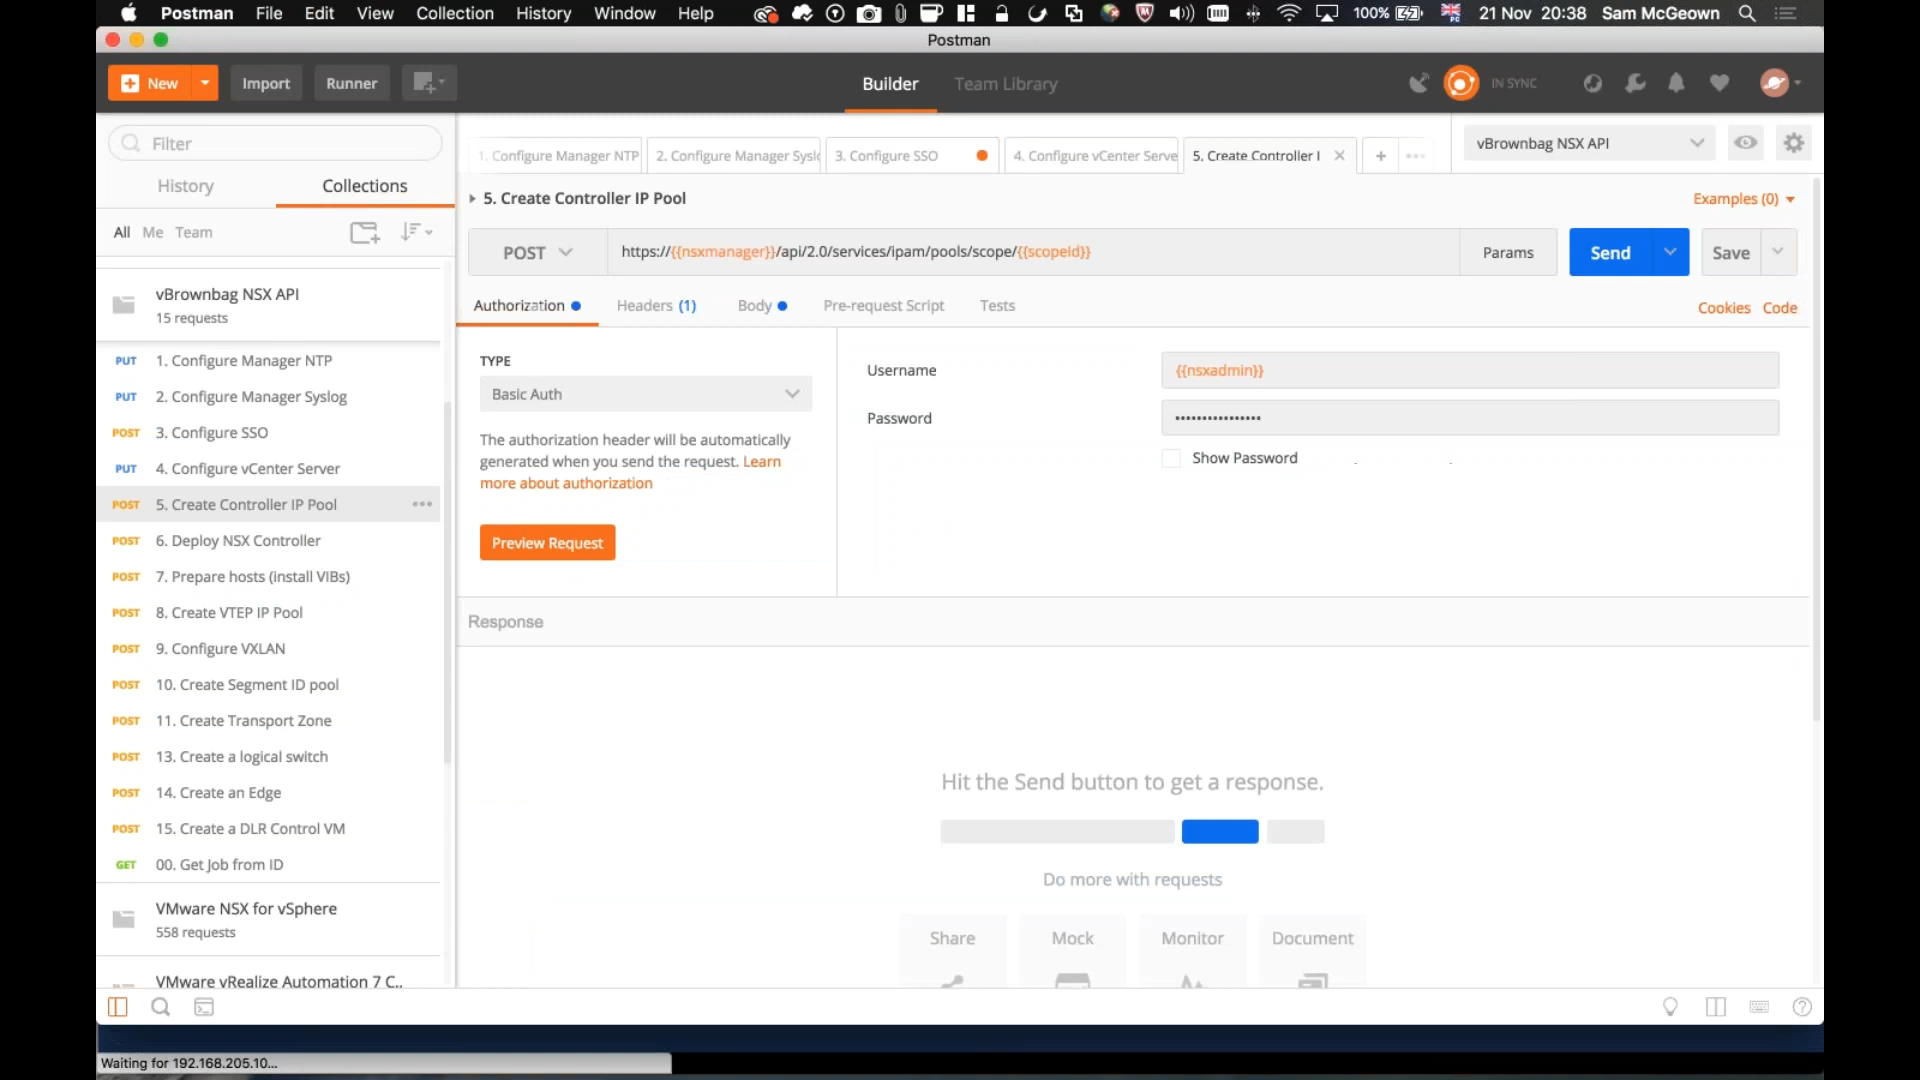 Postman File Edit View Collection History Window Help 100% 21 Nov 20:38 Sam McGeown
Postman
New Import Runner Builder Team Library IN SYNC
Filter
History Collections
All Me Team
vBrownbag NSX API
15 requests
PUT 1. Configure Manager NTP
PUT 2. Configure Manager Syslog
POST 3. Configure SSO
PUT 4. Configure vCenter Server
POST 5. Create Controller IP Pool
POST 6. Deploy NSX Controller
POST 7. Prepare hosts (install VIBs)
POST 8. Create VTEP IP Pool
POST 9. Configure VXLAN
POST 10. Create Segment ID pool
POST 11. Create Transport Zone
POST 13. Create a logical switch
POST 14. Create an Edge
POST 15. Create a DLR Control VM
GET 00. Get Job from ID
VMware NSX for vSphere
558 requests
VMware vRealize Automation 7 C..
1. Configure Manager NTP 2. Configure Manager Syslo 3. Configure SSO 4. Configure vCenter Serve 5. Create Controller I
vBrownbag NSX API
5. Create Controller IP Pool
Examples (0)
POST https://{{nsxmanager}}/api/2.0/services/ipam/pools/scope/{{scopeId}} Params Send Save
Authorization Headers (1) Body Pre-request Script Tests Cookies Code
TYPE
Basic Auth
The authorization header will be automatically
generated when you send the request. Learn
more about authorization
Preview Request
Username {{nsxadmin}}
Password ••••••••••••••••
Show Password
Response
Hit the Send button to get a response.
Do more with requests
Share Mock Monitor Document
Waiting for 192.168.205.10...